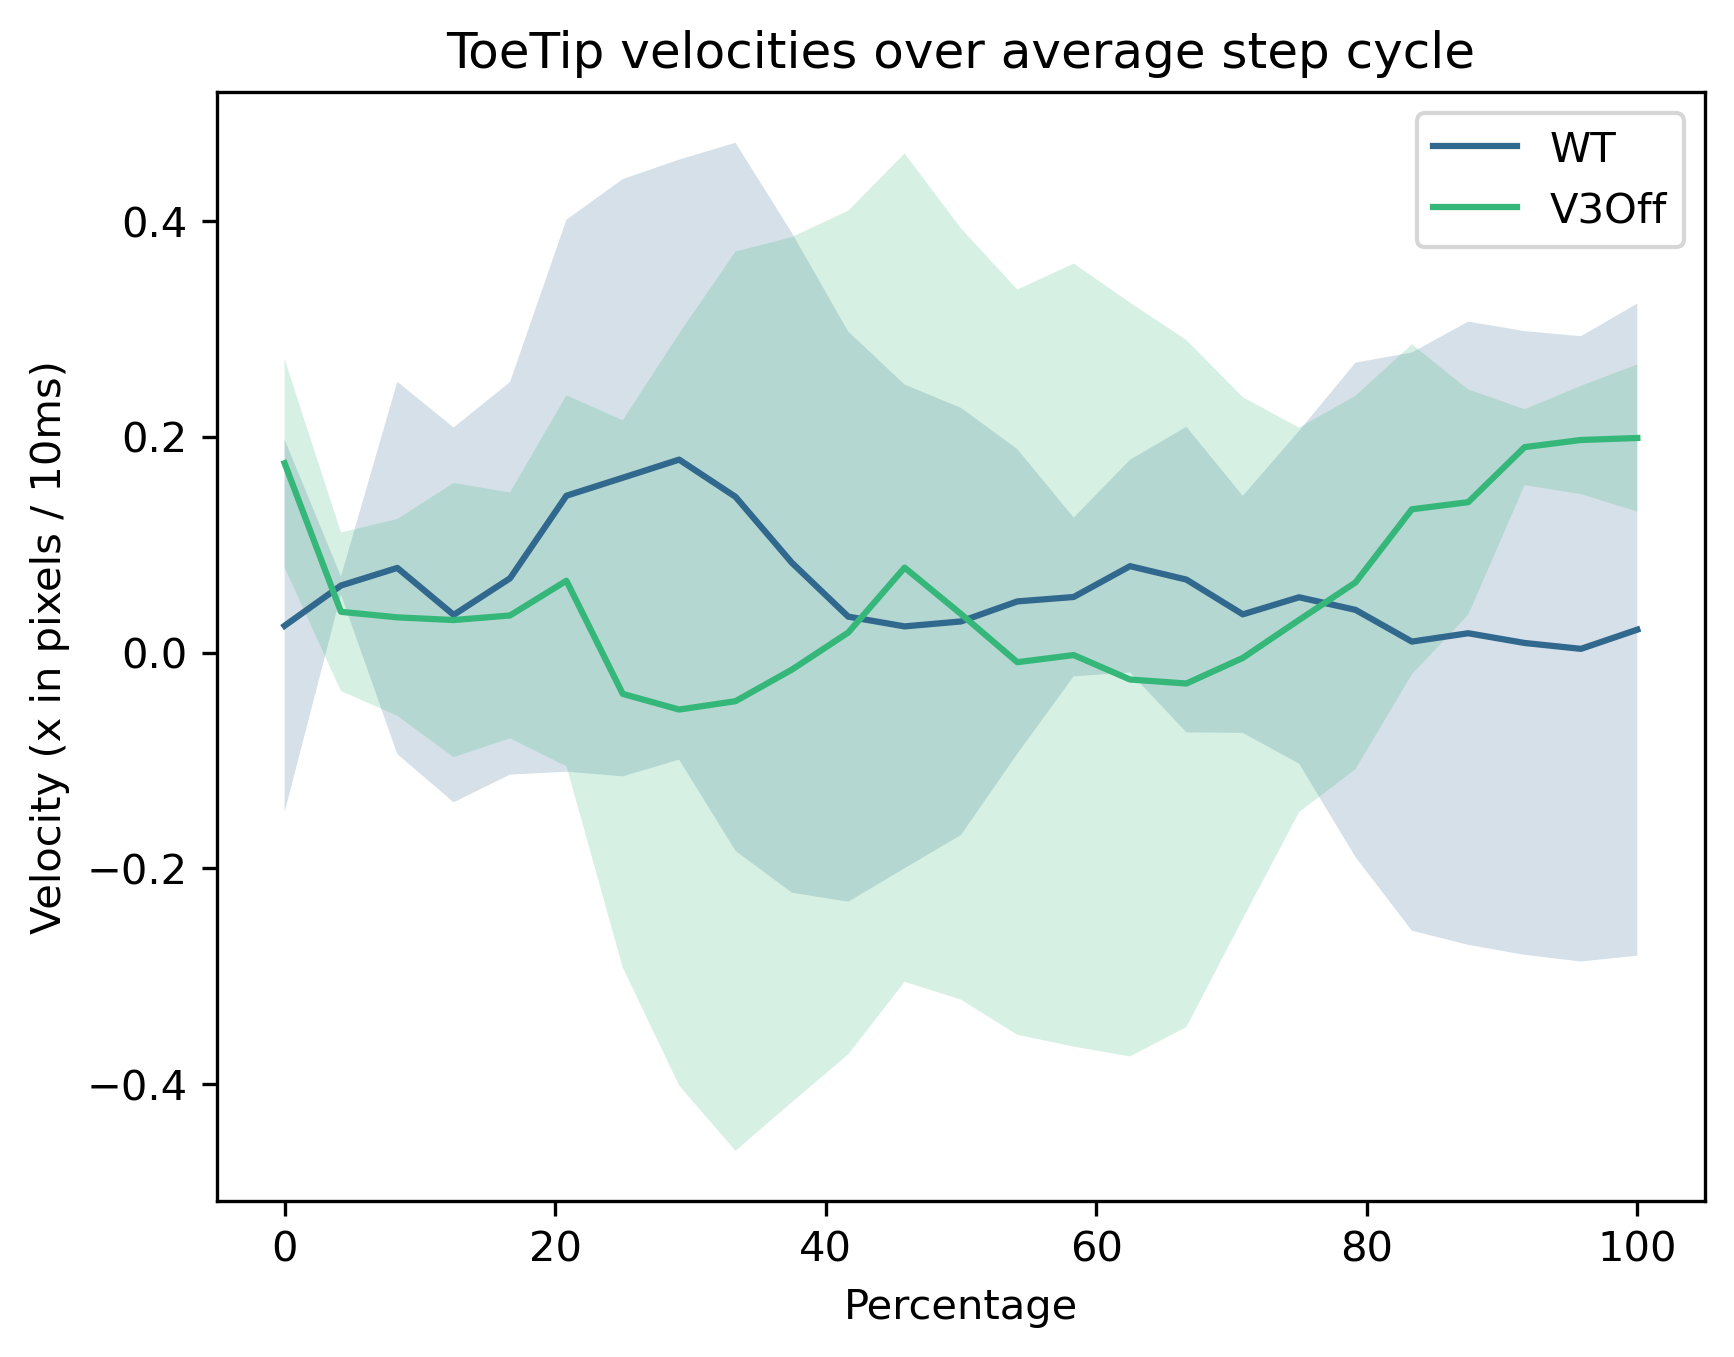 ToeTip velocities over average step cycle
WT
V3Off
Velocity (x in pixels / 10ms)
0.4
0.2
0.0
−0.2
−0.4
0 20 40 60 80 100
Percentage